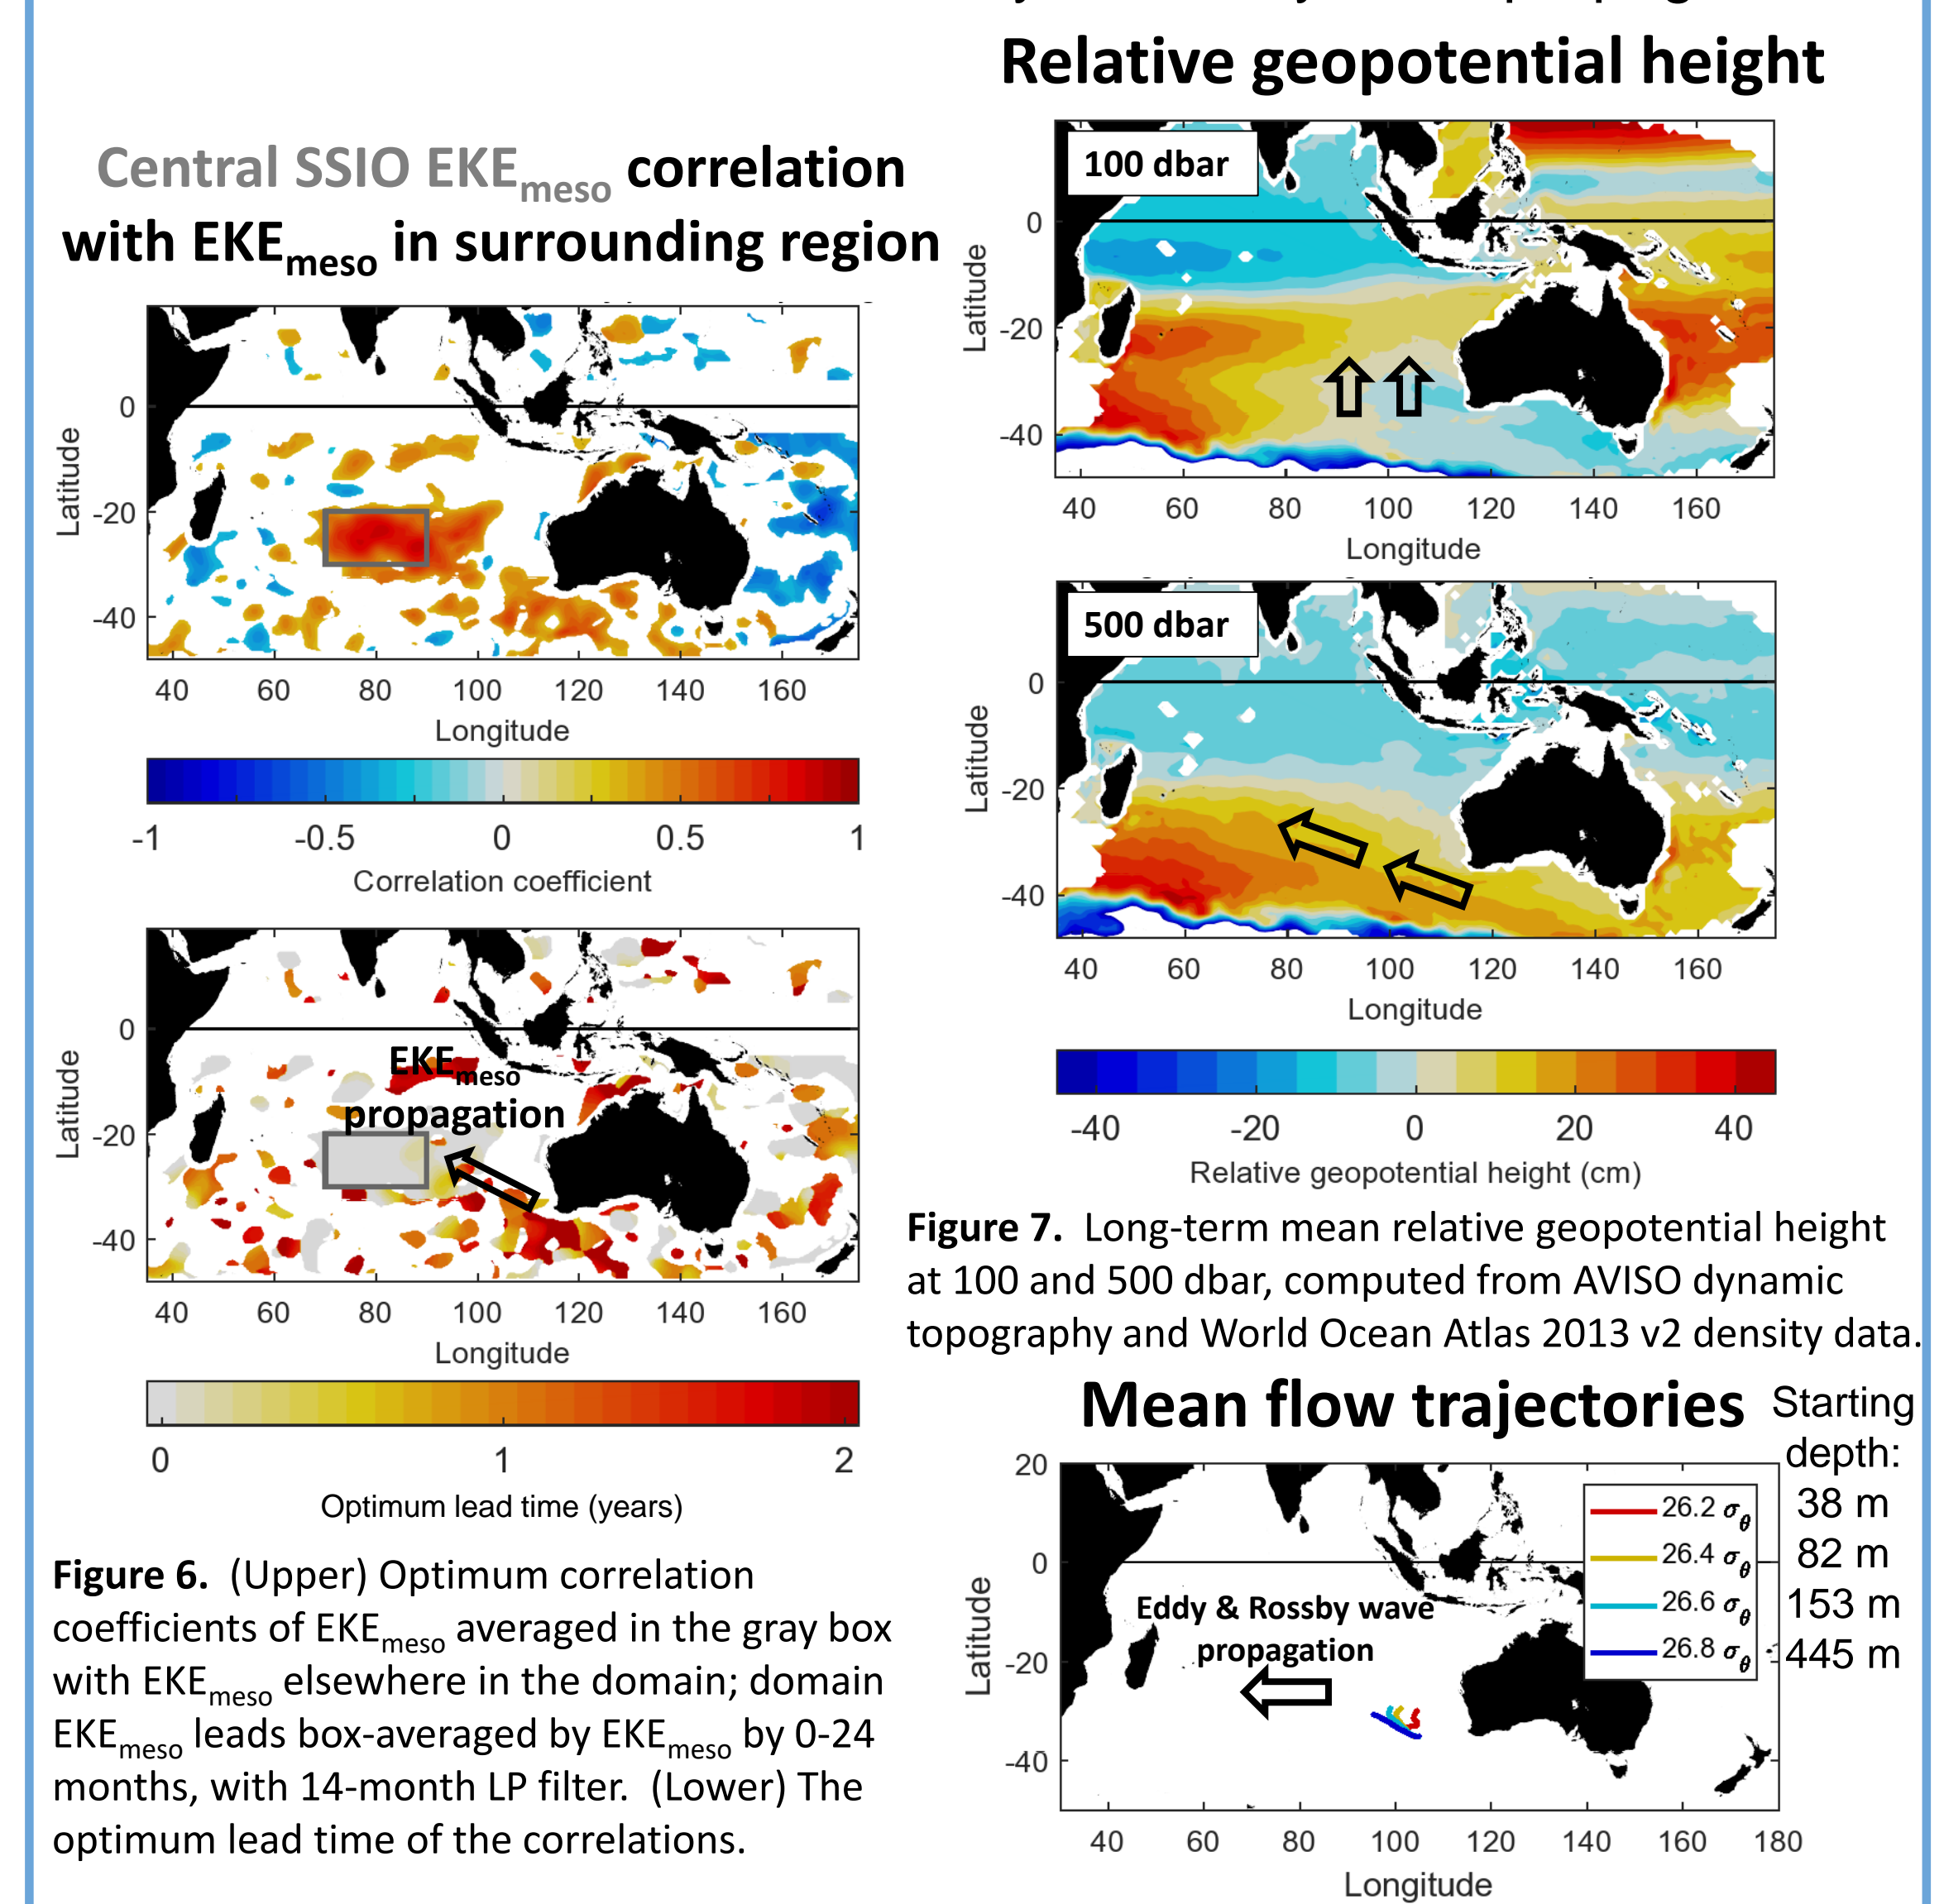 Relative geopotential height
Central SSIO EKEmeso correlation
with EKEmeso in surrounding region
0
-20
-40
Latitude
40 60 80 100 120 140 160
Longitude
-1 -0.5 0 0.5 1
Correlation coefficient
0
-20
-40
Latitude
EKEmeso
propagation
40 60 80 100 120 140 160
Longitude
0 1 2
Optimum lead time (years)
Figure 6. (Upper) Optimum correlation
coefficients of EKEmeso averaged in the gray box
with EKEmeso elsewhere in the domain; domain
EKEmeso leads box-averaged by EKEmeso by 0-24
months, with 14-month LP filter. (Lower) The
optimum lead time of the correlations.
100 dbar
0
-20
-40
Latitude
40 60 80 100 120 140 160
Longitude
500 dbar
0
-20
-40
Latitude
40 60 80 100 120 140 160
Longitude
-40 -20 0 20 40
Relative geopotential height (cm)
Figure 7. Long-term mean relative geopotential height
at 100 and 500 dbar, computed from AVISO dynamic
topography and World Ocean Atlas 2013 v2 density data.
Mean flow trajectories
Starting
depth:
20
0
-20
-40
Latitude
26.2 σθ 38 m
26.4 σθ 82 m
26.6 σθ 153 m
26.8 σθ 445 m
Eddy & Rossby wave
propagation
40 60 80 100 120 140 160 180
Longitude